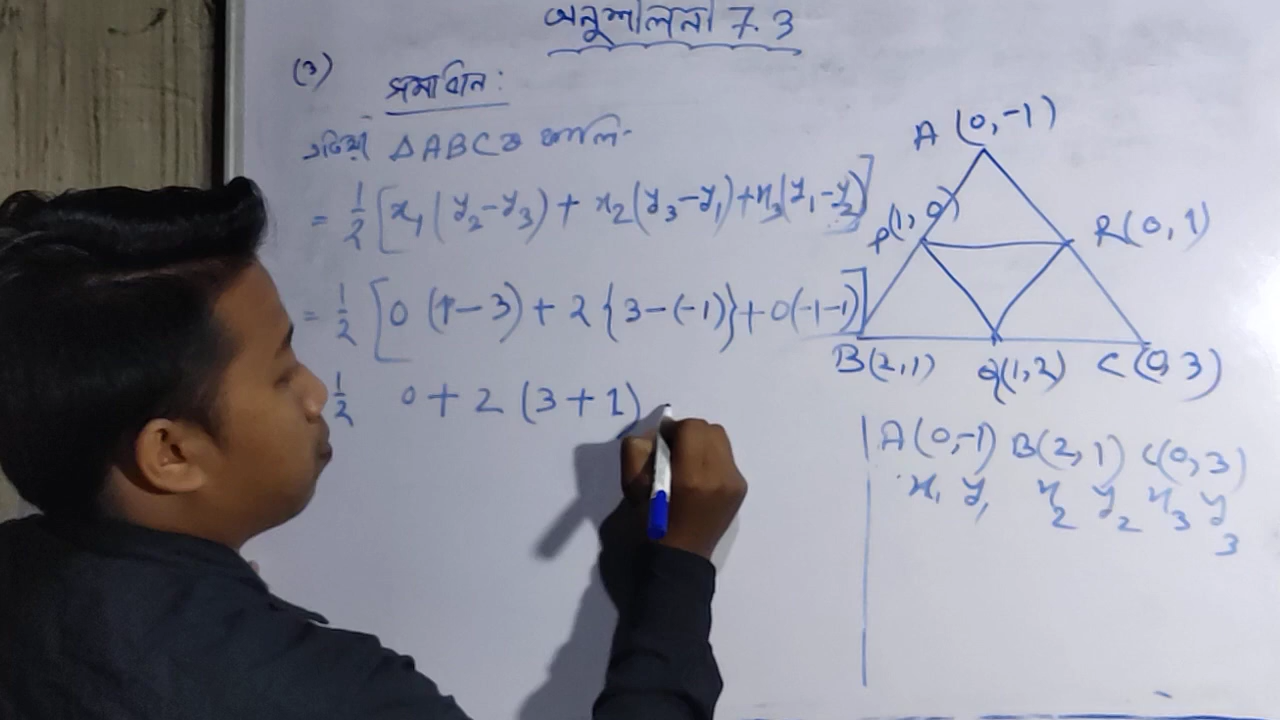 অনুশীলনী 7.3
(3) সমাধান:
ΔABCৰ কালি
= 1/2 [x₁(y₂-y₃) + x₂(y₃-y₁) + x₃(y₁-y₂)]
= 1/2 [0 (1-3) + 2 {3-(-1)} + 0(-1-1)]
1/2 0 + 2 (3+1)
A (0,-1)
P(1, 0) R(0, 1)
B(2,1) Q(1,2) C(0,3)
A(0,-1) B(2,1) C(0,3)
x₁ y₁ x₂ y₂ x₃ y₃